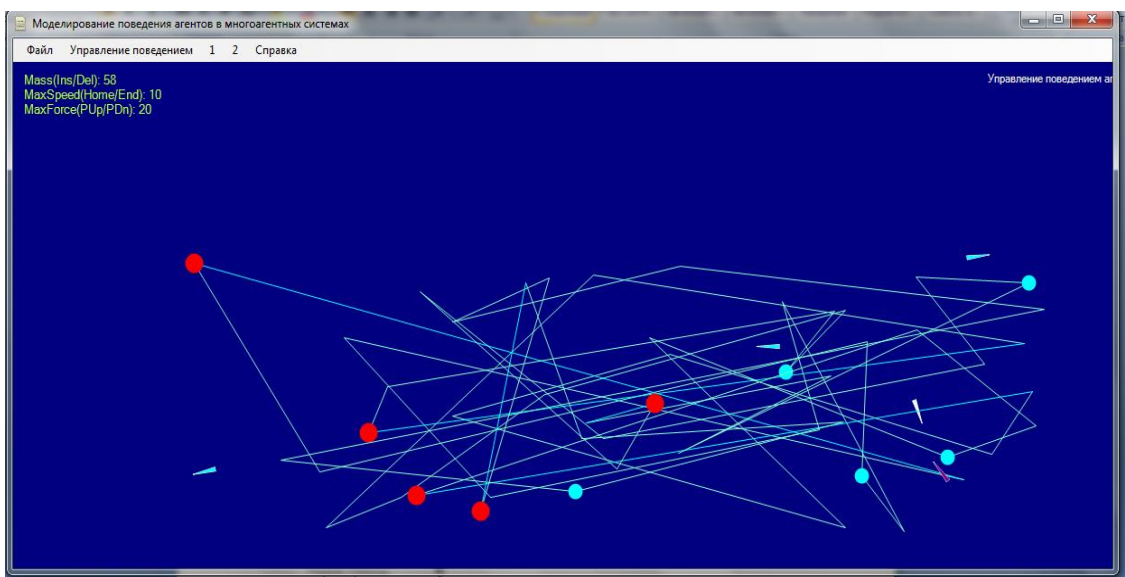 Моделирование поведения агентов в многоагентных системах
Файл Управление поведением 1 2 Справка
Mass(Ins/Del): 58
MaxSpeed(Home/End): 10
MaxForce(PUp/PDn): 20
Управление поведением аг